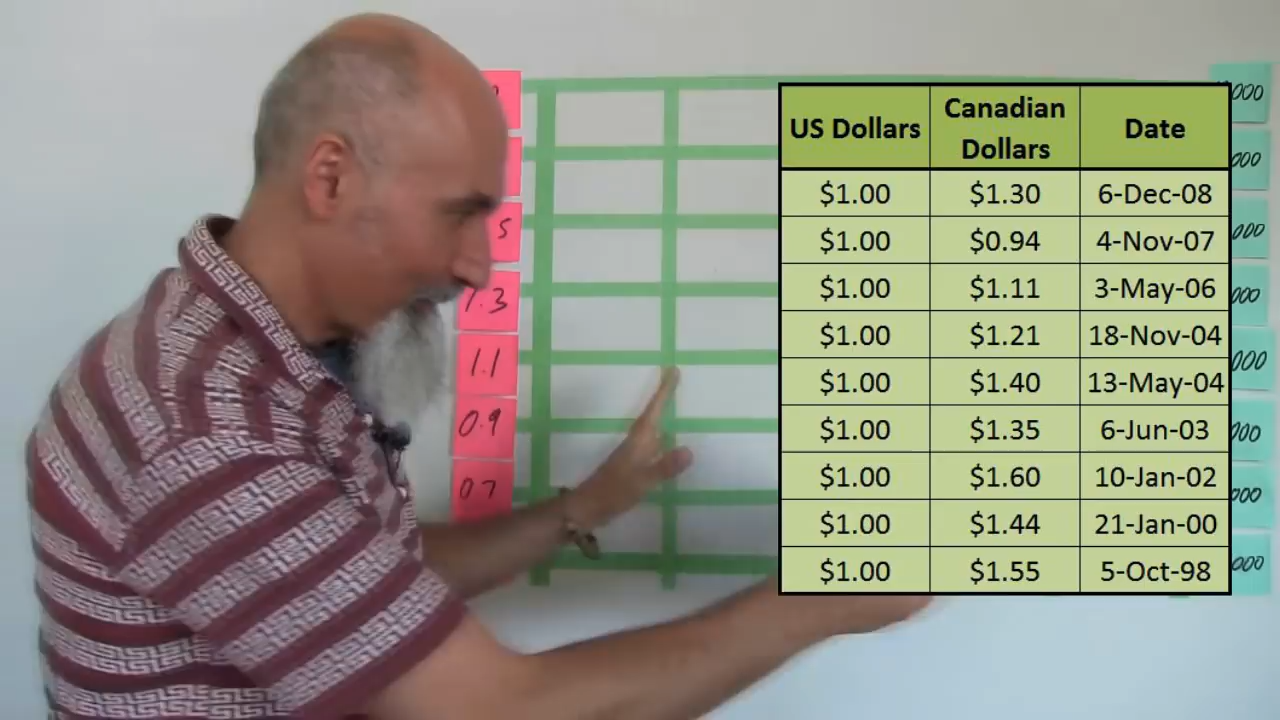 US Dollars Canadian Dollars Date
$1.00 $1.30 6-Dec-08
$1.00 $0.94 4-Nov-07
$1.00 $1.11 3-May-06
$1.00 $1.21 18-Nov-04
$1.00 $1.40 13-May-04
$1.00 $1.35 6-Jun-03
$1.00 $1.60 10-Jan-02
$1.00 $1.44 21-Jan-00
$1.00 $1.55 5-Oct-98
1.3
1.1
0.9
0.7